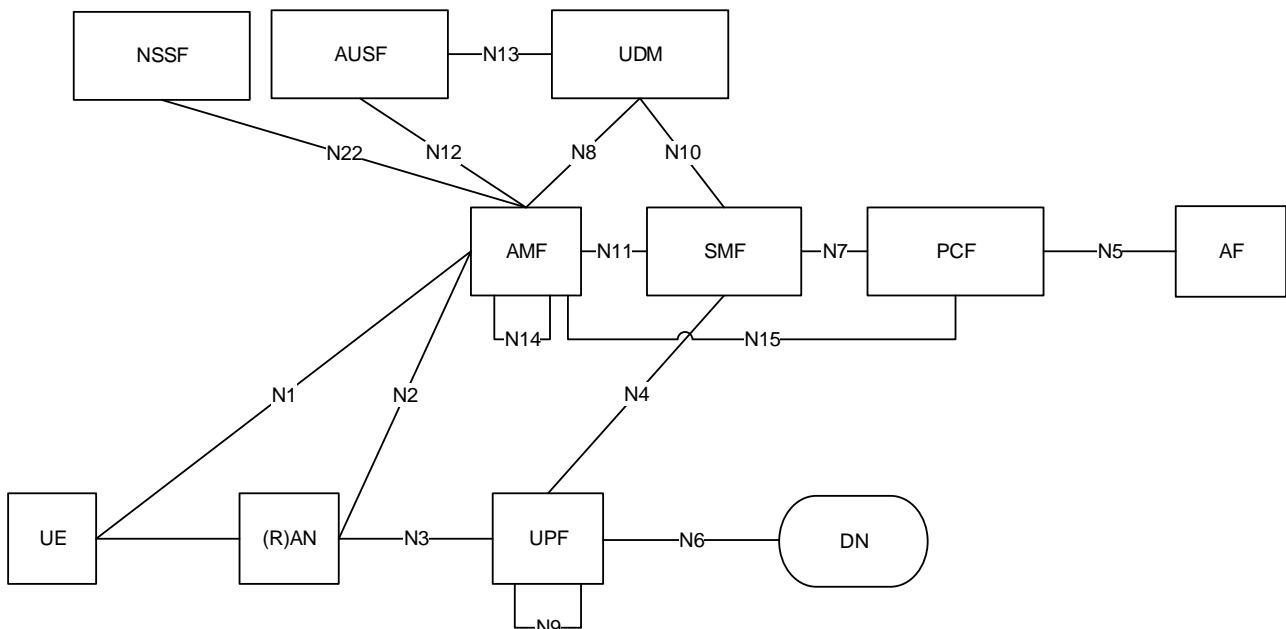 NSSF
AUSF
N13
UDM
N22
N12
N8
N10
AMF
N11
SMF
N7
PCF
N5
AF
N14
N15
N1
N2
N4
UE
(R)AN
N3
UPF
N6
DN
N9